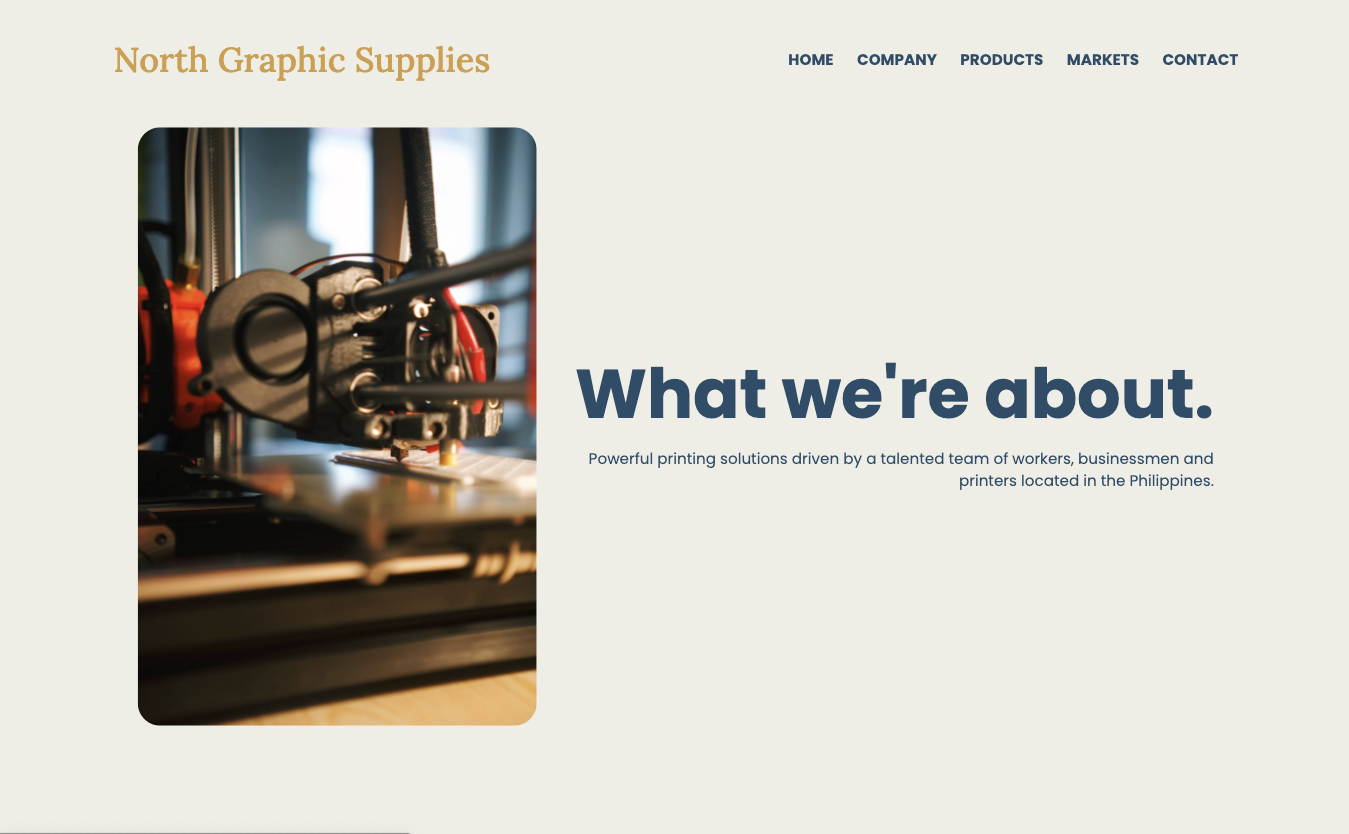 North Graphic Supplies
HOME COMPANY PRODUCTS MARKETS CONTACT
What we're about.
Powerful printing solutions driven by a talented team of workers, businessmen and
printers located in the Philippines.